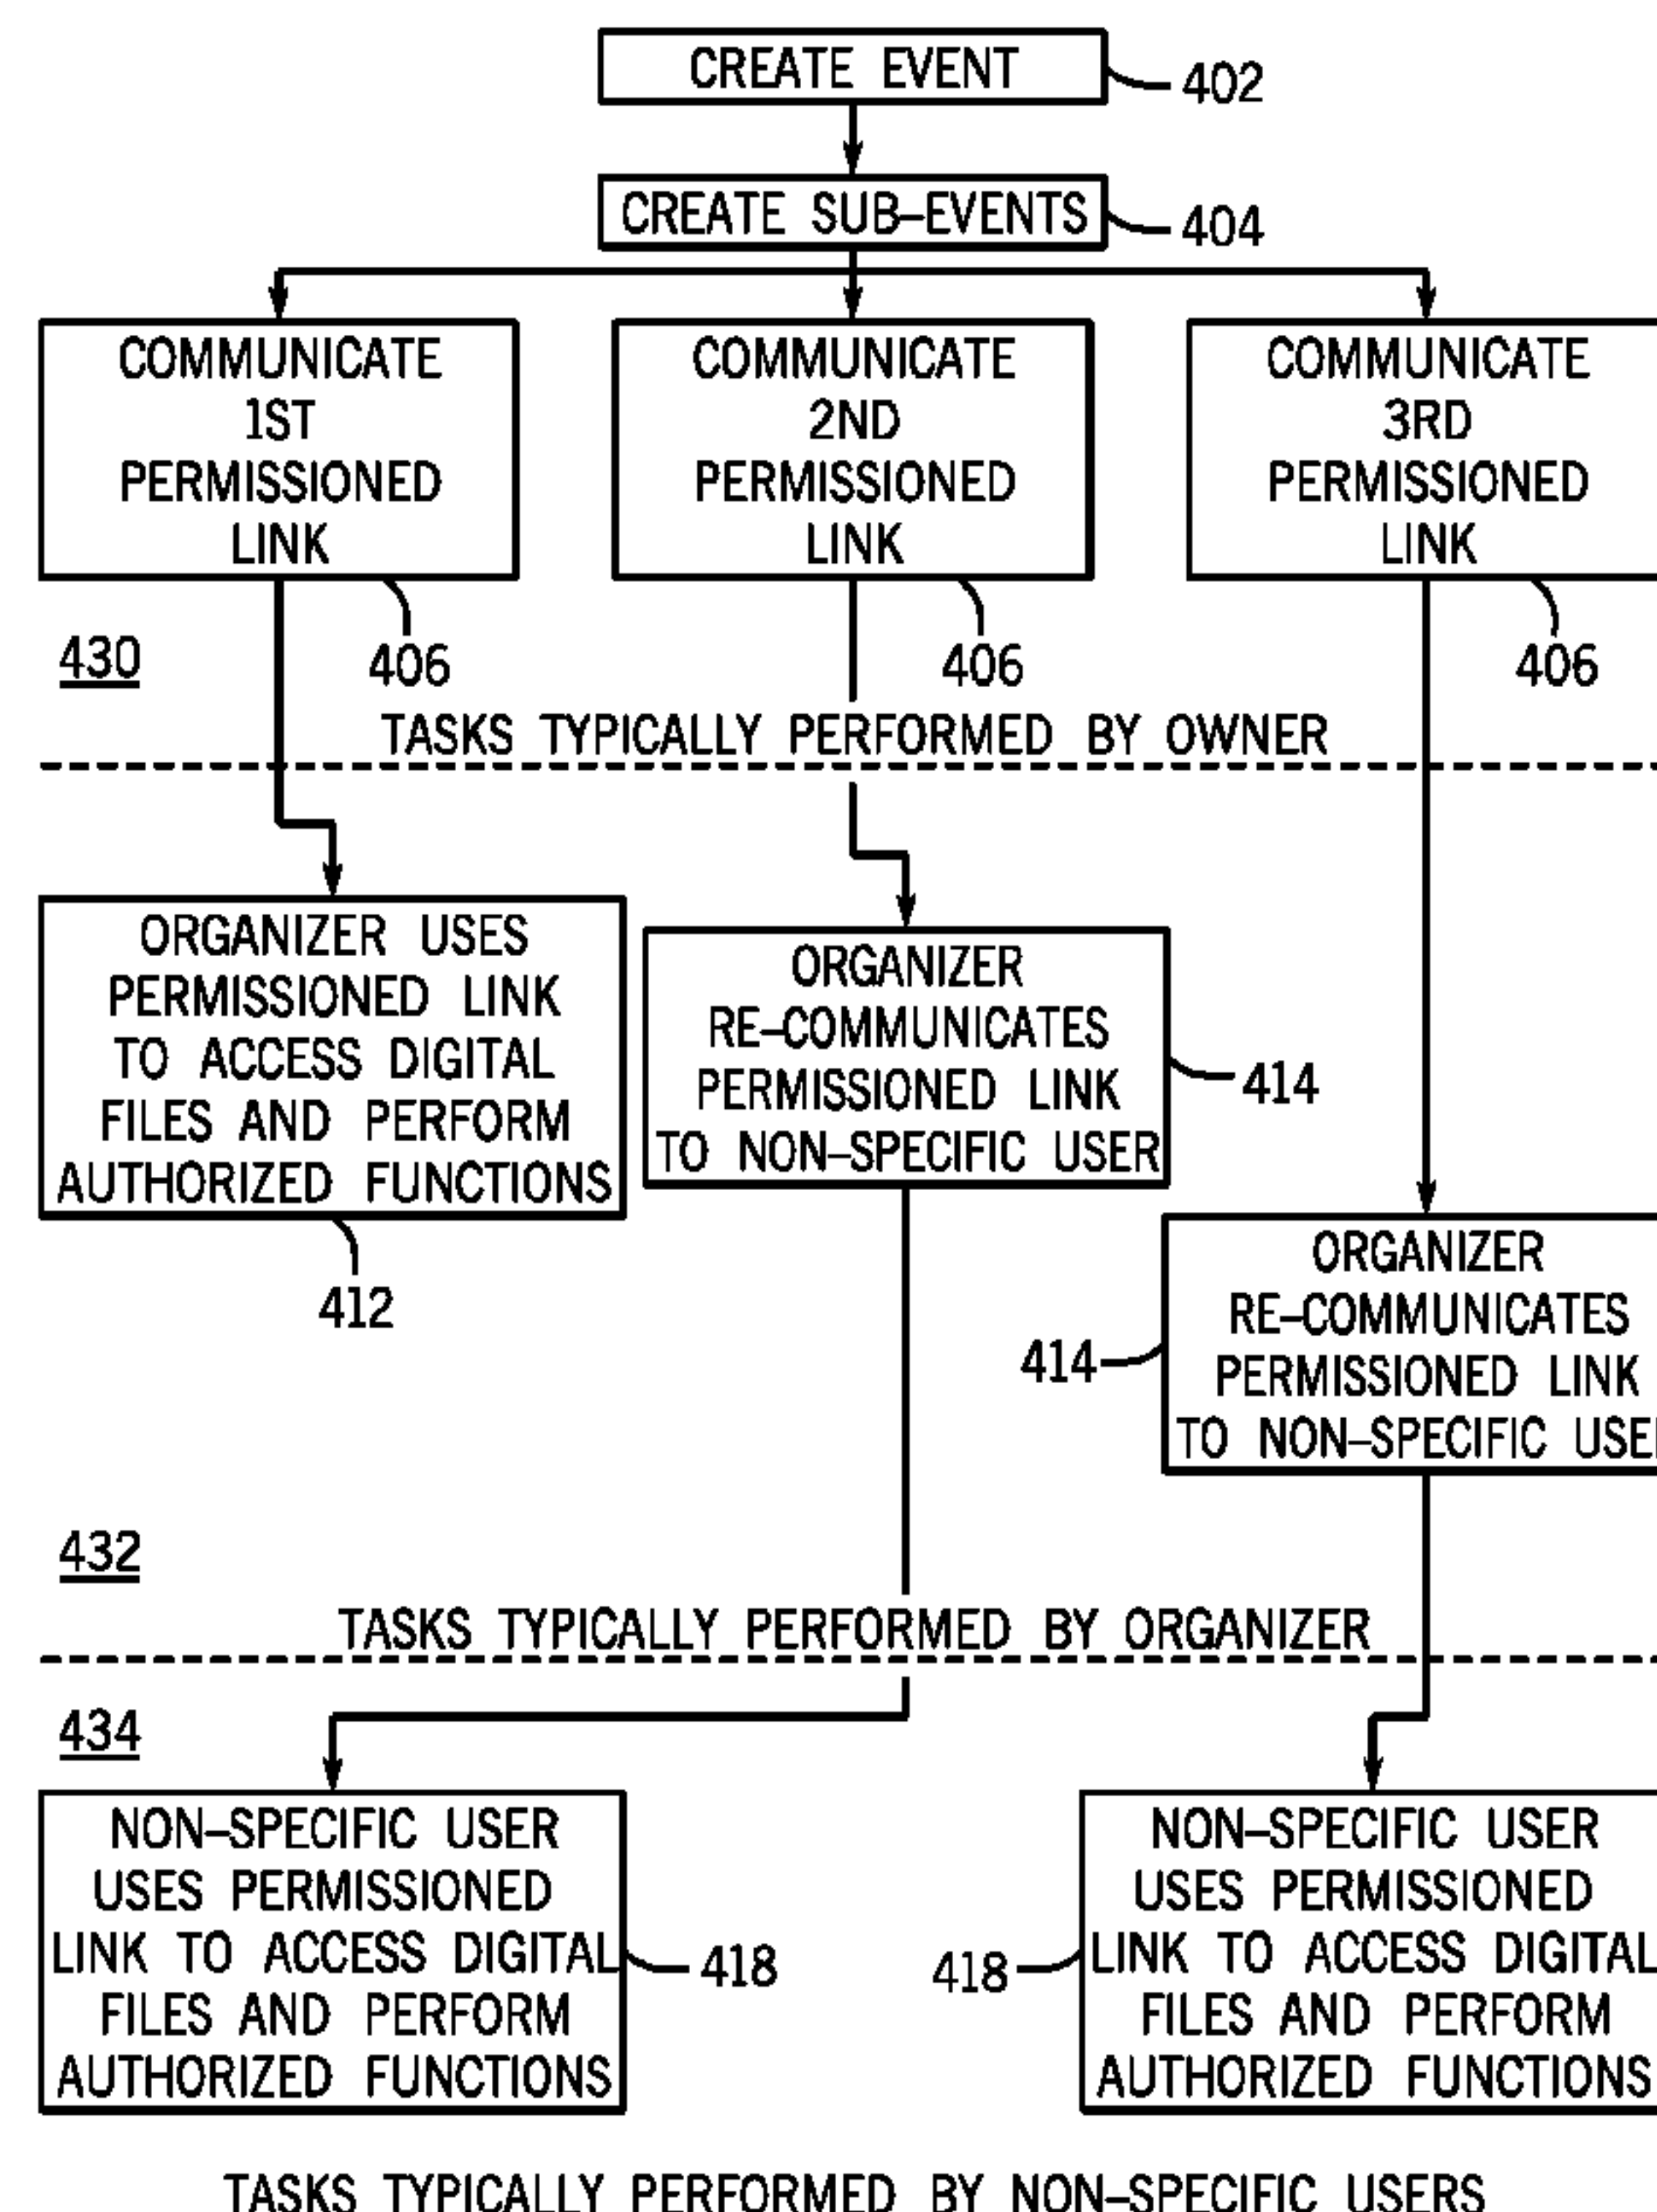 CREATE EVENT
402
CREATE SUB-EVENTS
404
COMMUNICATE
1ST
PERMISSIONED
LINK
406
COMMUNICATE
2ND
PERMISSIONED
LINK
406
COMMUNICATE
3RD
PERMISSIONED
LINK
406
430
TASKS TYPICALLY PERFORMED BY OWNER
ORGANIZER USES
PERMISSIONED LINK
TO ACCESS DIGITAL
FILES AND PERFORM
AUTHORIZED FUNCTIONS
412
ORGANIZER
RE-COMMUNICATES
PERMISSIONED LINK
TO NON-SPECIFIC USER
414
ORGANIZER
RE-COMMUNICATES
PERMISSIONED LINK
TO NON-SPECIFIC
414
432
TASKS TYPICALLY PERFORMED BY ORGANIZER
434
NON-SPECIFIC USER
USES PERMISSIONED
LINK TO ACCESS DIGITAL
FILES AND PERFORM
AUTHORIZED FUNCTIONS
418
NON-SPECIFIC USER
USES PERMISSIONED
LINK TO ACCESS DIGITAL
FILES AND PERFORM
AUTHORIZED FUNCTIONS
418
TASKS TYPICALLY PERFORMED BY NON-SPECIFIC USERS